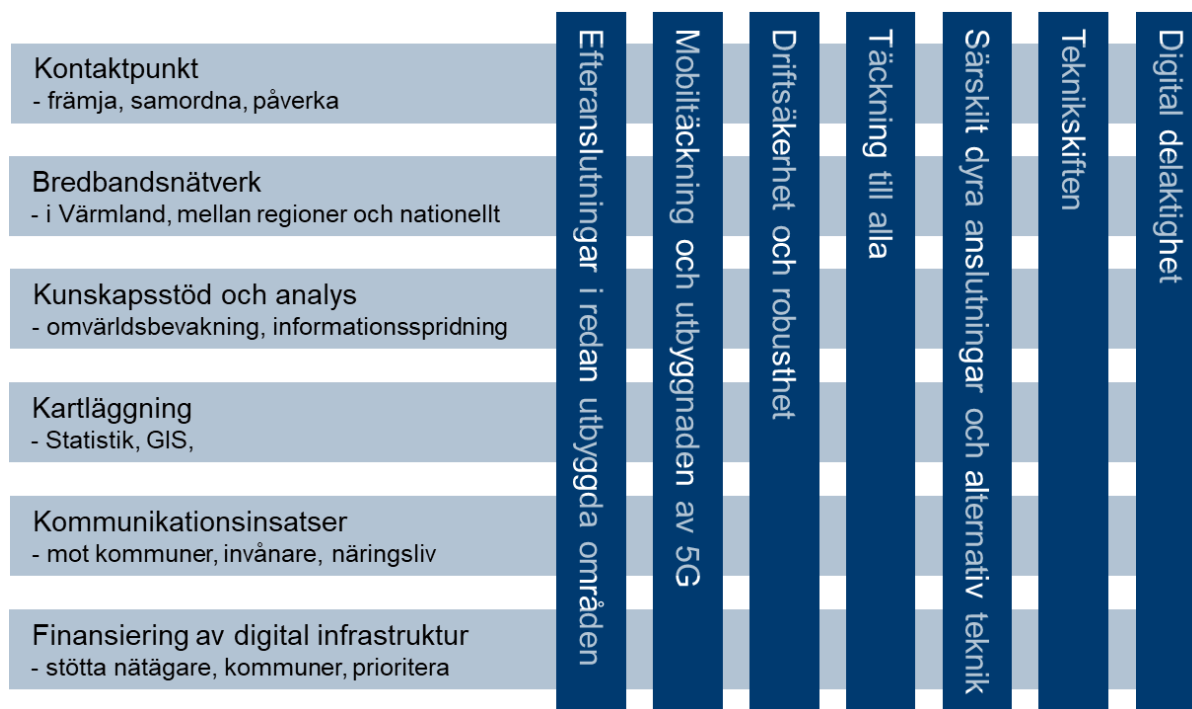 Kontaktpunkt
- främja, samordna, påverka
Bredbandsnätverk
- i Värmland, mellan regioner och nationellt
Kunskapsstöd och analys
- omvärldsbevakning, informationsspridning
Kartläggning
- Statistik, GIS,
Kommunikationsinsatser
- mot kommuner, invånare, näringsliv
Finansiering av digital infrastruktur
- stötta nätägare, kommuner, prioritera
Efteranslutningar i redan utbyggda områden
Mobiltäckning och utbyggnaden av 5G
Driftsäkerhet och robusthet
Täckning till alla
Särskilt dyra anslutningar och alternativ teknik
Teknikskiften
Digital delaktighet